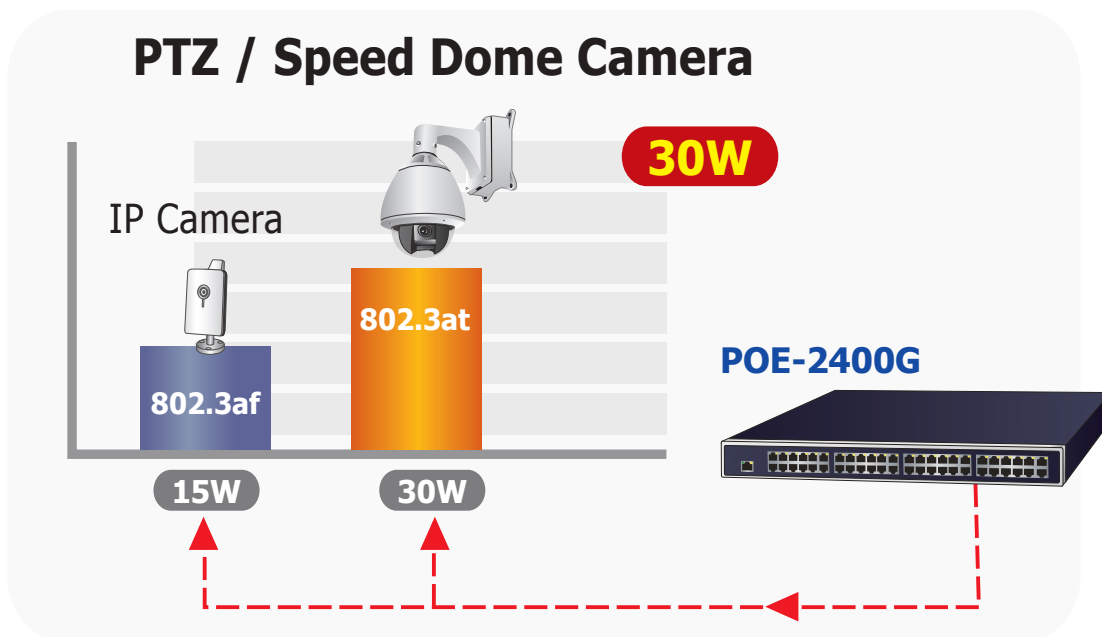 PTZ / Speed Dome Camera
30W
IP Camera
802.3at
POE-2400G
802.3af
15W
30W